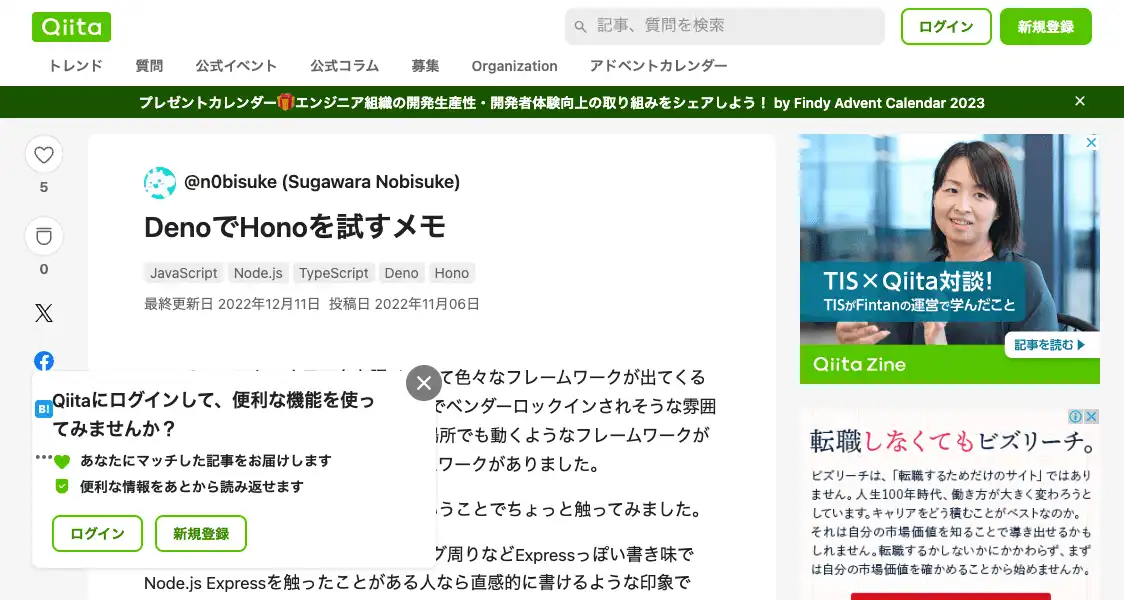 Qiita
記事、質問を検索
ログイン
新規登録
トレンド
質問
公式イベント
公式コラム
募集
Organization
アドベントカレンダー
プレゼントカレンダー🎁エンジニア組織の開発生産性・開発者体験向上の取り組みをシェアしよう！ by Findy Advent Calendar 2023
5
0
@n0bisuke (Sugawara Nobisuke)
DenoでHonoを試すメモ
JavaScript Node.js TypeScript Deno Hono
最終更新日 2022年12月11日 投稿日 2022年11月06日
て色々なフレームワークが出てくる
でベンダーロックインされそうな雰囲
場所でも動くようなフレームワークが
ワークがありました。
うことでちょっと触ってみました。
グ周りなどExpressっぽい書き味で
Node.js Expressを触ったことがある人なら直感的に書けるような印象で
B!
Qiitaにログインして、便利な機能を使っ
てみませんか？
あなたにマッチした記事をお届けします
便利な情報をあとから読み返せます
ログイン
新規登録
TIS×Qiita対談!
TISがFintanの運営で学んだこと
記事を読む
Qiita Zine
転職しなくてもビズリーチ。
ビズリーチは、「転職するためだけのサイト」ではあり
ません。人生100年時代、働き方が大きく変わろうと
しています。キャリアをどう積むことがベストなのか。
それは自分の市場価値を知ることで導き出せるかも
しれません。転職するかしないかにかかわらず、まず
は自分の市場価値を確かめることから始めませんか。